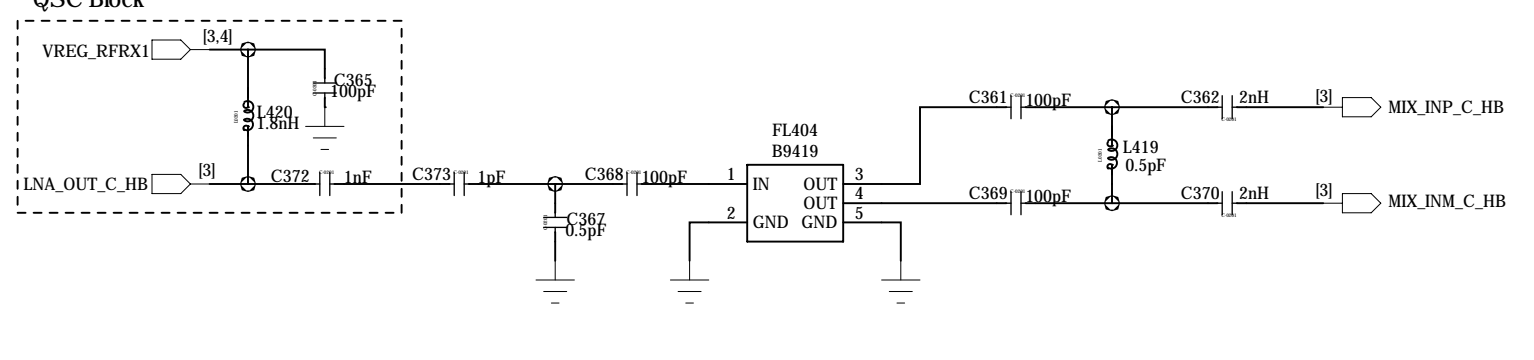 QSC Block
VREG_RFRX1
[3,4]
C365
100pF
L420
1.8nH
LNA_OUT_C_HB
[3]
C372
1nF
C373
1pF
C368
100pF
C367
0.5pF
FL404
B9419
1
IN
OUT
3
OUT
4
2
GND
GND
5
C361
100pF
C362
2nH
[3]
MIX_INP_C_HB
L419
0.5pF
C369
100pF
C370
2nH
[3]
MIX_INM_C_HB